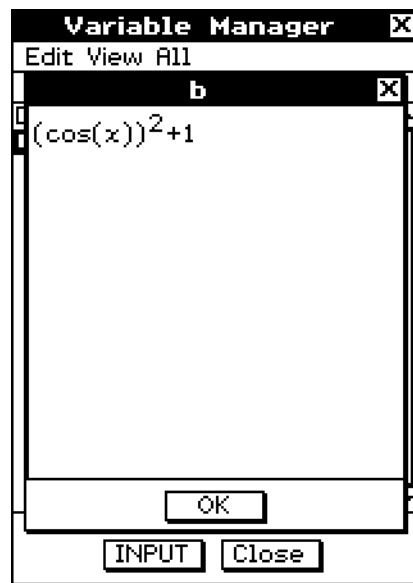 Variable Manager
Edit View All
b
(cos(x))²+1
OK
INPUT Close